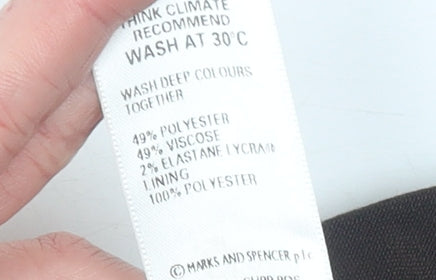 THINK CLIMATE
RECOMMEND
WASH AT 30°C
WASH DEEP COLOURS
TOGETHER
49% POLYESTER
49% VISCOSE
2% ELASTANE LYCRA®
LINING
100% POLYESTER
© MARKS AND SPENCER plc